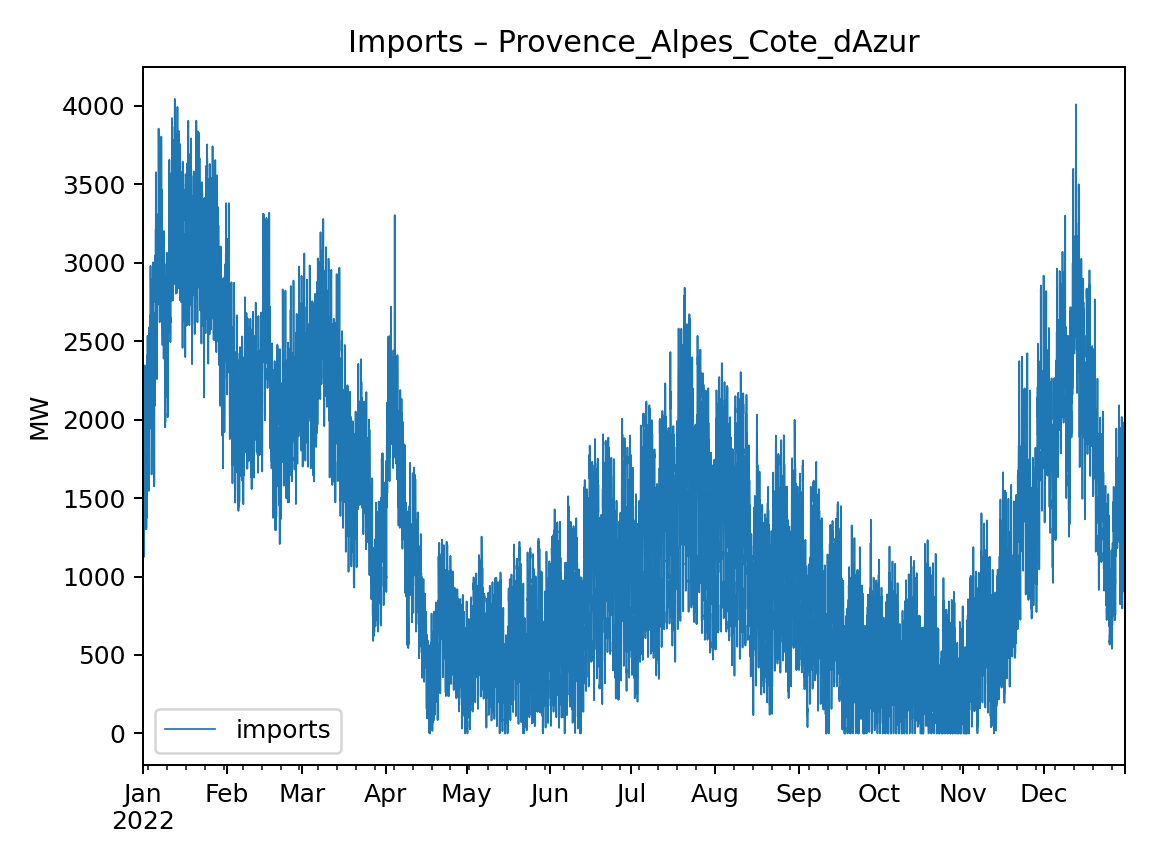 Imports – Provence_Alpes_Cote_dAzur
4000
3500
3000
2500
2000
1500
1000
500
0
MW
imports
Jan Feb Mar Apr May Jun Jul Aug Sep Oct Nov Dec
2022